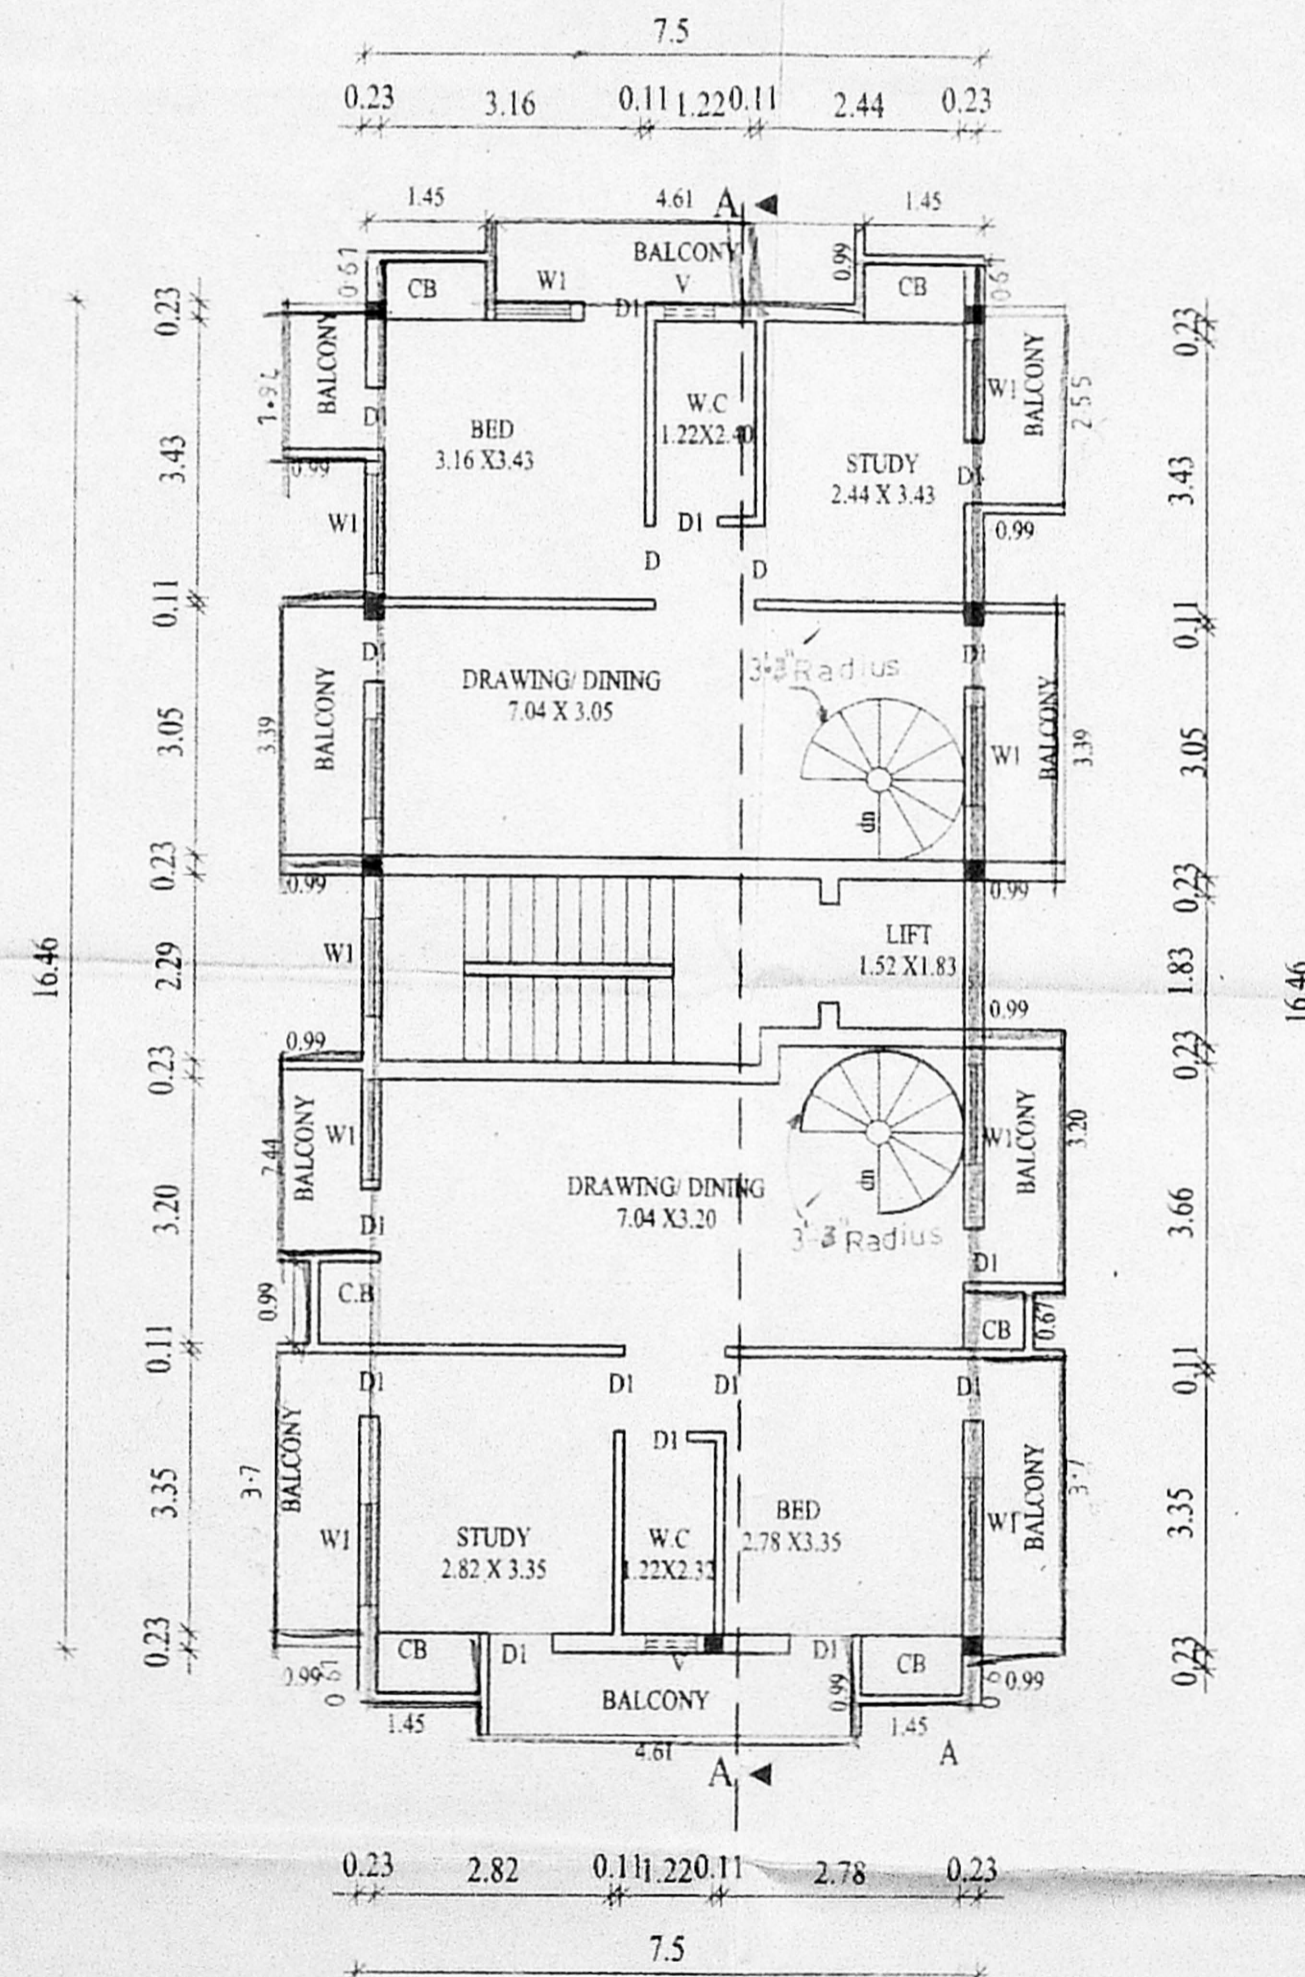 7.5
0.23 3.16 0.11 1.22 0.11 2.44 0.23
1.45 4.61 A 1.45
BALCONY 0.99
CB W1 V CB
D1
0.67
0.23 0.23
BALCONY BALCONY
W1
D1
W.C
1.22X2.40
BED
3.16 X3.43
STUDY
2.44 X 3.43
2.55
3.43 3.43
0.99 D1
W1 D1 0.99
D D
0.11 0.11
D1 3'-3" Radius D1
DRAWING/ DINING
7.04 X 3.05
BALCONY BALCONY
3.39 W1 3.39
3.05 3.05
dn
0.23 0.23
0.99 0.99
LIFT
1.52 X1.83
W1
16.46 2.29 1.83 16.46
0.99 0.99
0.23 0.23
BALCONY BALCONY
W1 W1
2.44 3.20
dn
DRAWING/ DINING
7.04 X3.20
3'-3" Radius
3.20 3.66
D1 D1
0.99 C.B CB 0.67
0.11 0.11
D1 D1 D1 D1
D1
BALCONY BALCONY
3.7 3.7
3.35 3.35
W1 W1
STUDY
2.82 X 3.35
W.C
1.22X2.32
BED
2.78 X3.35
0.23 0.23
CB D1 V D1 CB
0.99 0.99 0.99
BALCONY
1.45 4.61 1.45
A A
0.23 2.82 0.11 1.22 0.11 2.78 0.23
7.5